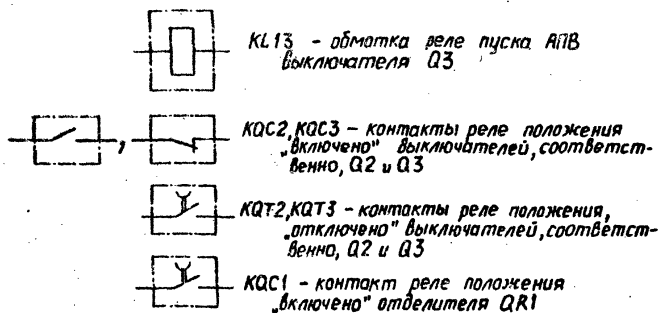 KL13 - обмотка реле пуска АПВ
выключателя Q3
KQC2, KQC3 - контакты реле положения
„включено" выключателей, соответст-
венно, Q2 и Q3
KQT2, KQT3 - контакты реле положения,
„отключено" выключателей, соответст-
венно, Q2 и Q3
KQC1 - контакт реле положения
„включено" отделителя QR1